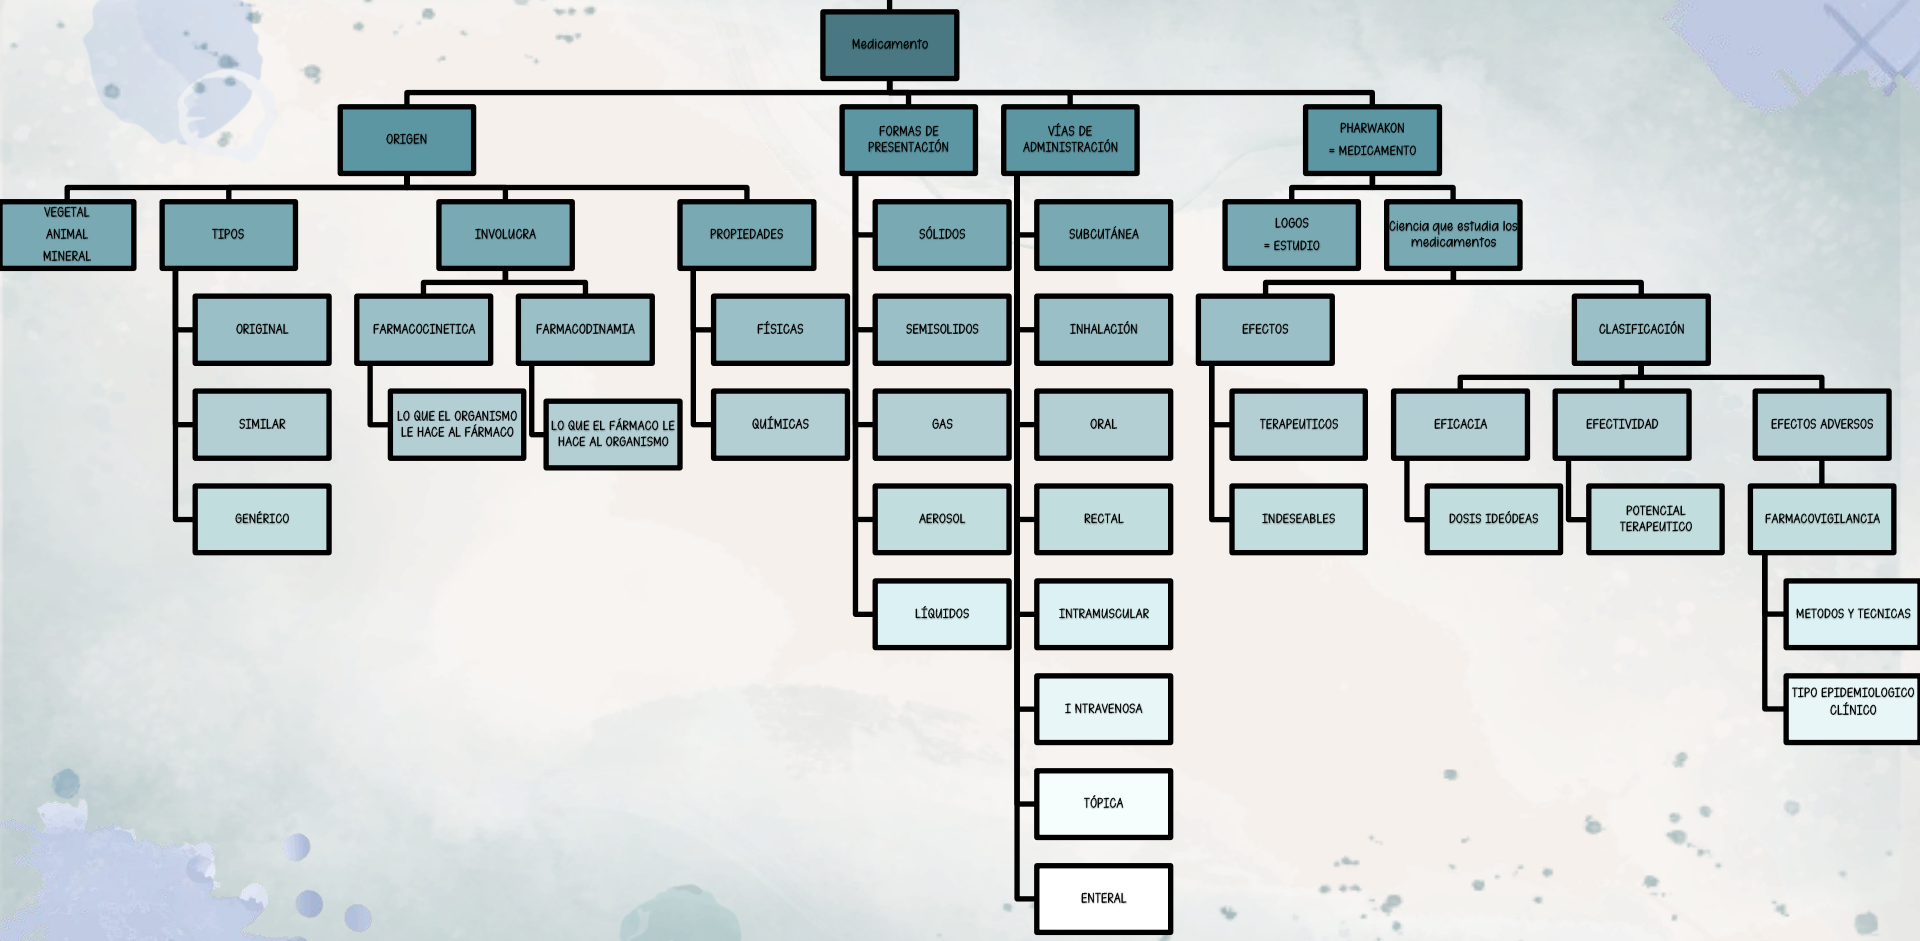 Medicamento
ORIGEN
FORMAS DE
PRESENTACIÓN
VÍAS DE
ADMINISTRACIÓN
PHARWAKON
= MEDICAMENTO
VEGETAL
ANIMAL
MINERAL
TIPOS
INVOLUCRA
PROPIEDADES
SÓLIDOS
SUBCUTÁNEA
LOGOS
= ESTUDIO
Ciencia que estudia los
medicamentos
ORIGINAL
FARMACOCINETICA
FARMACODINAMIA
FÍSICAS
SEMISOLIDOS
INHALACIÓN
EFECTOS
CLASIFICACIÓN
SIMILAR
LO QUE EL ORGANISMO
LE HACE AL FÁRMACO
LO QUE EL FÁRMACO LE
HACE AL ORGANISMO
QUÍMICAS
GAS
ORAL
TERAPEUTICOS
EFICACIA
EFECTIVIDAD
EFECTOS ADVERSOS
GENÉRICO
AEROSOL
RECTAL
INDESEABLES
DOSIS IDEÓDEAS
POTENCIAL
TERAPEUTICO
FARMACOVIGILANCIA
LÍQUIDOS
INTRAMUSCULAR
METODOS Y TECNICAS
I NTRAVENOSA
TIPO EPIDEMIOLOGICO
CLÍNICO
TÓPICA
ENTERAL